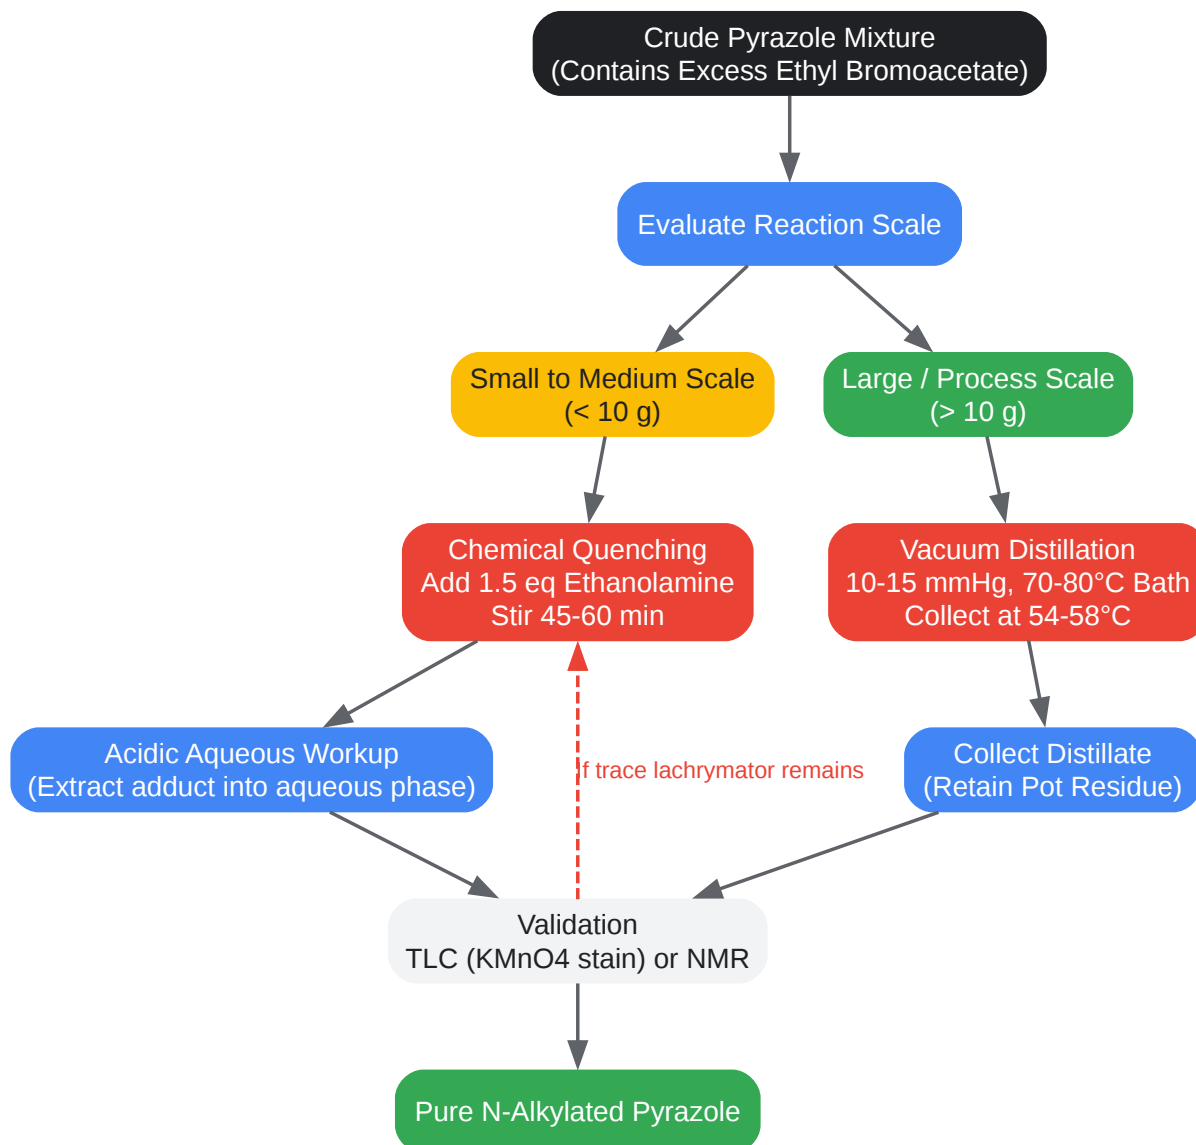 Crude Pyrazole Mixture
(Contains Excess Ethyl Bromoacetate)
Evaluate Reaction Scale
Small to Medium Scale
(< 10 g)
Large / Process Scale
(> 10 g)
Chemical Quenching
Add 1.5 eq Ethanolamine
Stir 45-60 min
Vacuum Distillation
10-15 mmHg, 70-80°C Bath
Collect at 54-58°C
Acidic Aqueous Workup
(Extract adduct into aqueous phase)
If trace lachrymator remains
Collect Distillate
(Retain Pot Residue)
Validation
TLC (KMnO4 stain) or NMR
Pure N-Alkylated Pyrazole